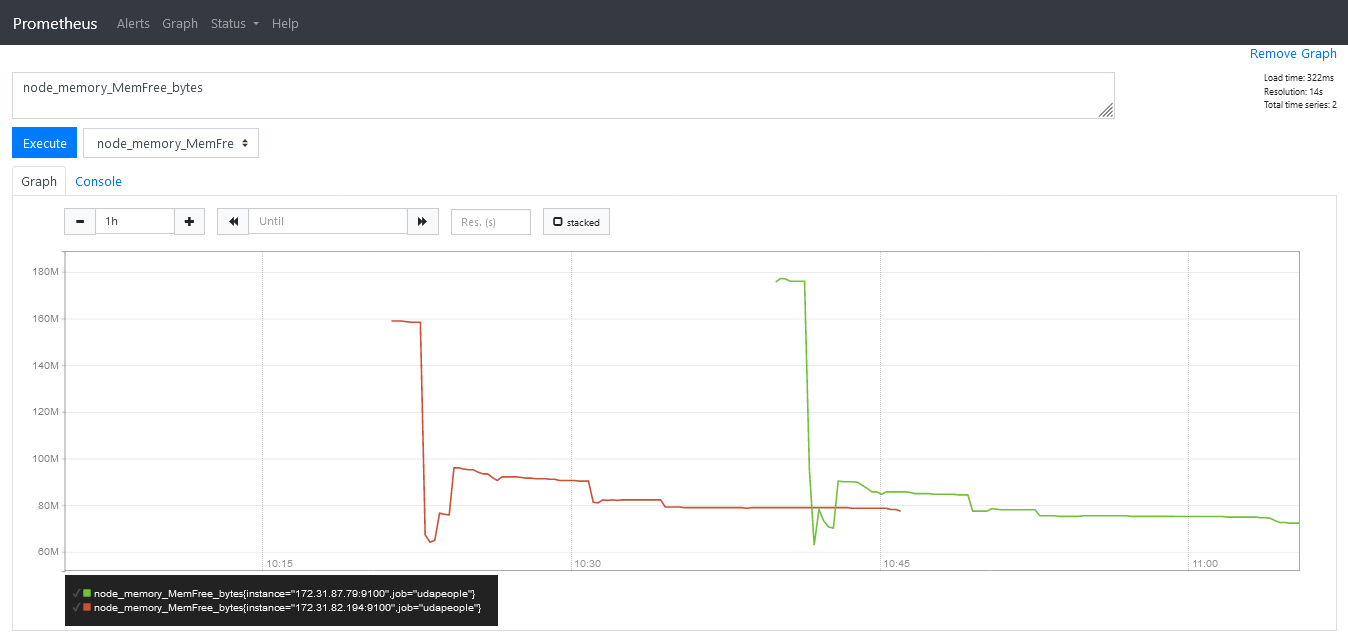 Prometheus Alerts Graph Status Help
Remove Graph
node_memory_MemFree_bytes
Load time: 322ms
Resolution: 14s
Total time series: 2
Execute node_memory_MemFre
Graph Console
1h Until Res. (s) stacked
180M
160M
140M
120M
100M
80M
60M
10:15 10:30 10:45 11:00
node_memory_MemFree_bytes{instance="172.31.87.79:9100",job="udapeople"}
node_memory_MemFree_bytes{instance="172.31.82.194:9100",job="udapeople"}